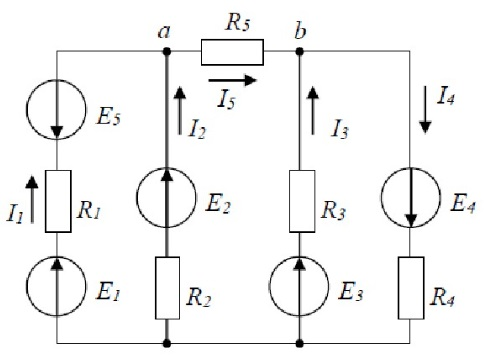 a R5 b
I5
E5 I2 I3 I4
I1 R1 E2 R3 E4
E1 R2 E3 R4